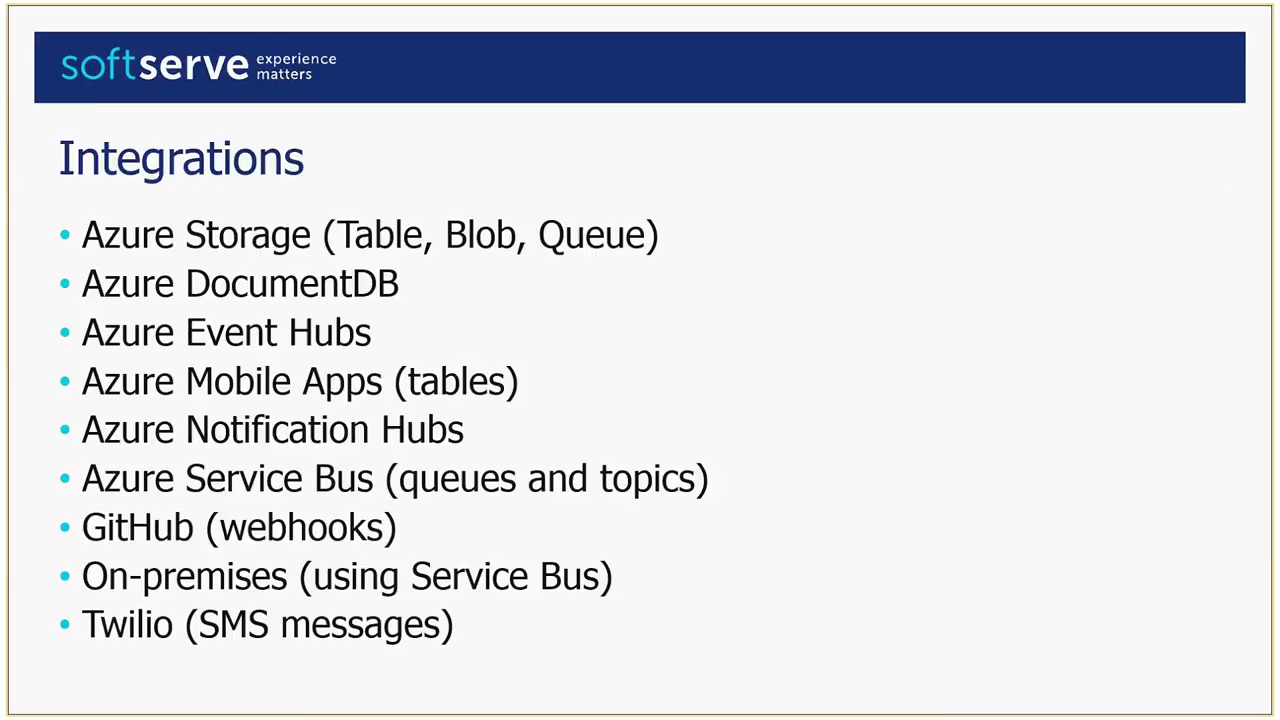 softserve experience
matters
Integrations
• Azure Storage (Table, Blob, Queue)
• Azure DocumentDB
• Azure Event Hubs
• Azure Mobile Apps (tables)
• Azure Notification Hubs
• Azure Service Bus (queues and topics)
• GitHub (webhooks)
• On-premises (using Service Bus)
• Twilio (SMS messages)